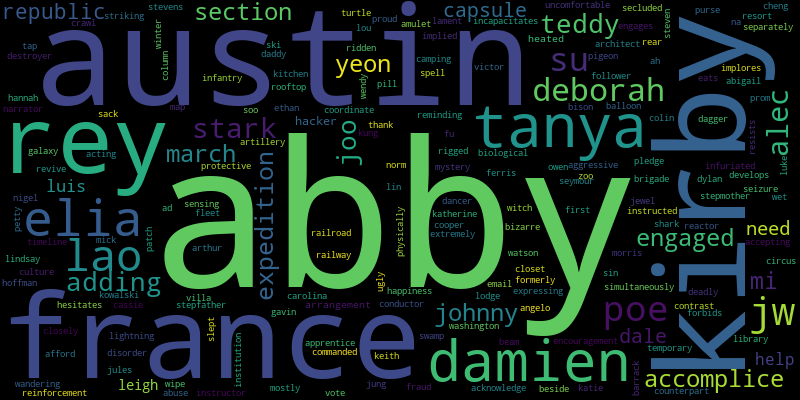 republic striking stevens section capsule turtle proud amulet lament uncomfortable secluded purse na cheng
crawl column winter ski lou ridden implied engages teddy architect rear resort separately steven
tap daddy wendy incapacitates heated ah
destroyer austin yeon su pigeon implores
infantry kitchen pill spell victor follower eats abigail
hannah map rooftop camping deborah
narrator sack soo ethan coordinate reminding bison balloon colin prom alec
rey stark hacker thank kung fu tanya dagger kirby
galaxy acting artillery joo norm rigged pledge resists luke
revive march protective lin mystery biological owen aggressive infuriated
luis expedition ferris seymour zoo brigade dylan develops
nigel ad sensing abby dancer witch first stepmother seizure wet
petty elia fleet katherine bizarre jewel instructed
timeline mick patch arthur railroad physically cooper extremely watson shark reactor need
lindsay lao railway closet morris engaged accepting
culture villa ugly email formerly sin circus
hoffman adding kowalski cassie stepfather carolina happiness lodge expressing simultaneously deadly mi
hesitates arrangement conductor angelo poe contrast
closely lightning slept gavin johnny forbids jw
france apprentice swamp washington dale library
afford disorder institution commanded keith damien beam encouragement temporary help
wandering jules leigh wipe jung acknowledge beside katie barrack accomplice
reinforcement abuse instructor mostly vote fraud counterpart